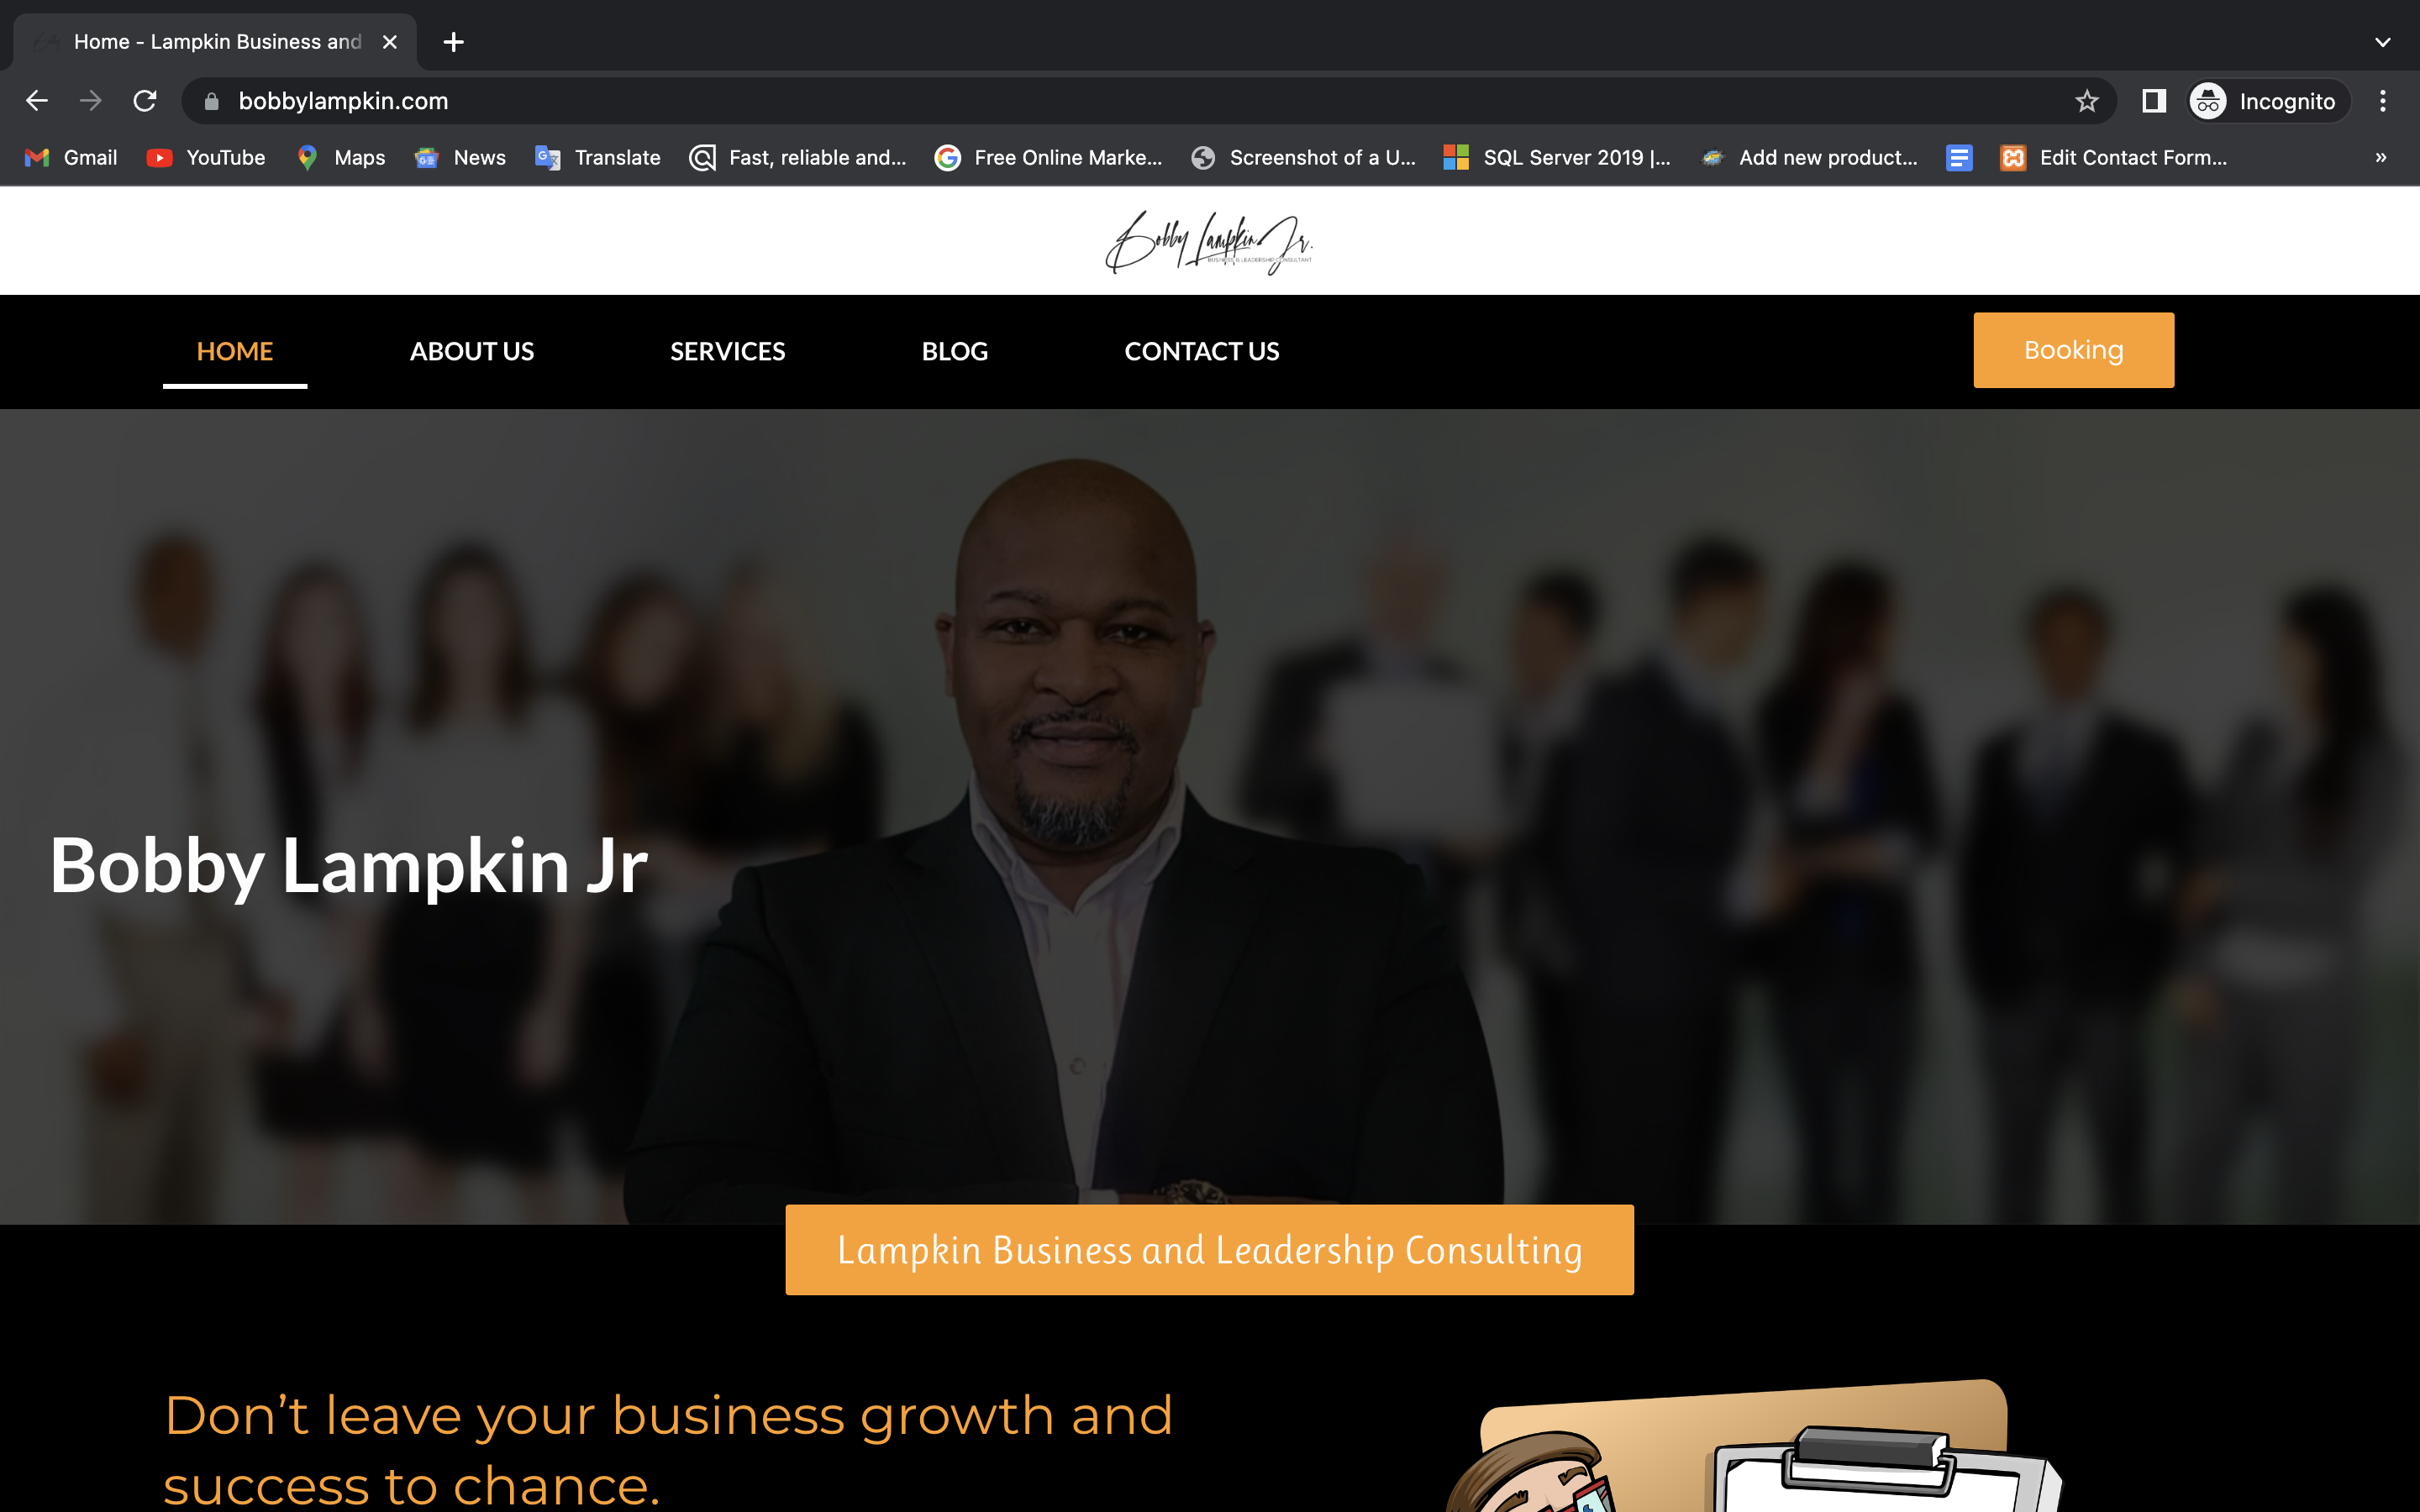 Home - Lampkin Business and
bobbylampkin.com
Incognito
Gmail
YouTube
Maps
News
Translate
Fast, reliable and...
Free Online Marke...
Screenshot of a U...
SQL Server 2019 |...
Add new product...
Edit Contact Form...
»
Bobby Lampkin Jr.
BUSINESS & LEADERSHIP CONSULTANT
HOME
ABOUT US
SERVICES
BLOG
CONTACT US
Booking
Bobby Lampkin Jr
Lampkin Business and Leadership Consulting
Don’t leave your business growth and
success to chance.